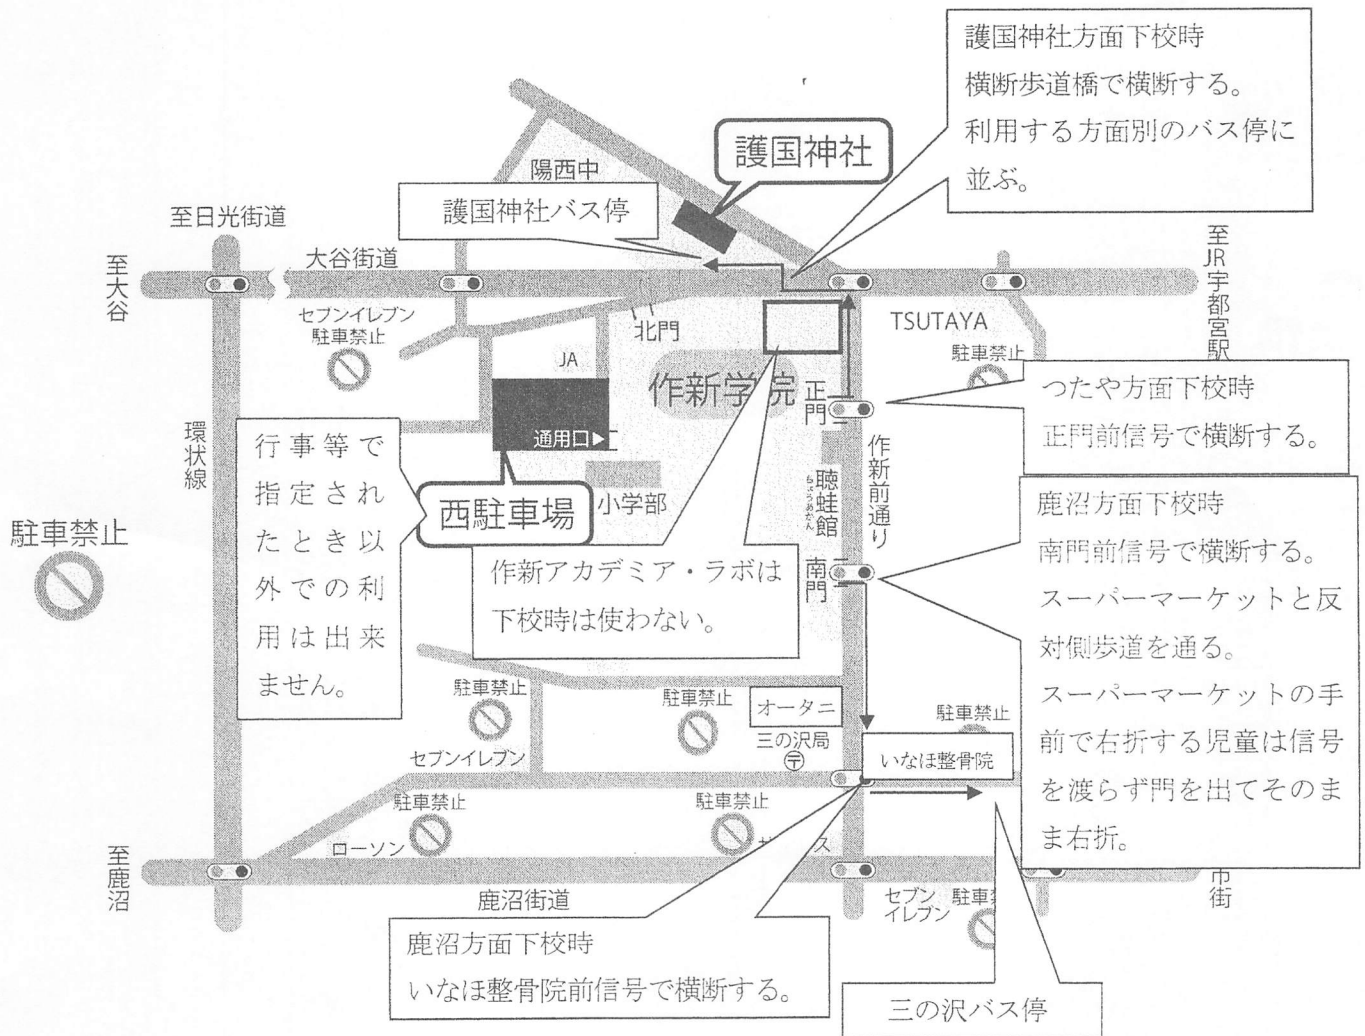 護国神社方面下校時
横断歩道橋で横断する。
利用する方面別のバス停に
並ぶ。
護国神社
陽西中
護国神社バス停
至日光街道
大谷街道
至大谷
至JR宇都宮駅
セブンイレブン
駐車禁止
北門
TSUTAYA
駐車禁止
JA
作新学院
正門
つたや方面下校時
正門前信号で横断する。
環状線
行事等で
指定され
たとき以
外での利
用は出来
ません。
通用口▶
西駐車場
小学部
聴蛙館
ちょうあかん
作新前通り
駐車禁止
作新アカデミア・ラボは
下校時は使わない。
南門
鹿沼方面下校時
南門前信号で横断する。
スーパーマーケットと反
対側歩道を通る。
スーパーマーケットの手
前で右折する児童は信号
を渡らず門を出てそのま
ま右折。
駐車禁止
セブンイレブン
駐車禁止
オータニ
三の沢局
〒
駐車禁止
いなほ整骨院
駐車禁止
ローソン
駐車禁止
ス
至鹿沼
鹿沼街道
セブン
イレブン
駐車
市街
鹿沼方面下校時
いなほ整骨院前信号で横断する。
三の沢バス停